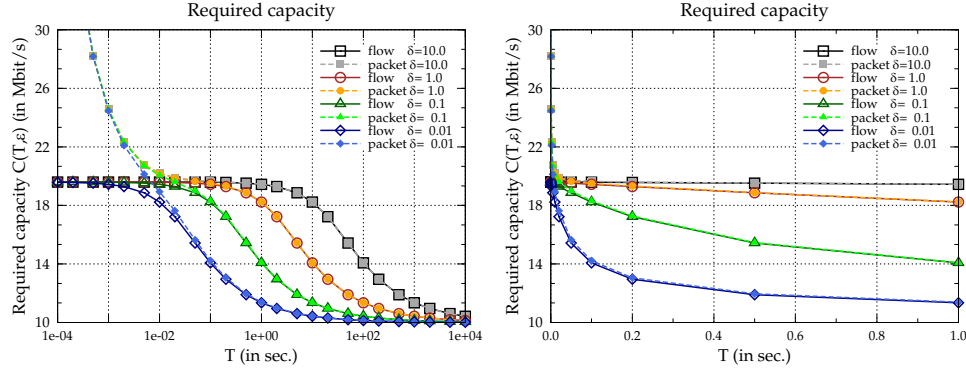 Required capacity
Required capacity C(T,ε) (in Mbit/s)
30
26
22
18
14
10
flow δ=10.0
packet δ=10.0
flow δ= 1.0
packet δ= 1.0
flow δ= 0.1
packet δ= 0.1
flow δ= 0.01
packet δ= 0.01
1e-04 1e-02 1e+00 1e+02 1e+04
T (in sec.)
Required capacity
Required capacity C(T,ε) (in Mbit/s)
30
26
22
18
14
10
flow δ=10.0
packet δ=10.0
flow δ= 1.0
packet δ= 1.0
flow δ= 0.1
packet δ= 0.1
flow δ= 0.01
packet δ= 0.01
0.0 0.2 0.4 0.6 0.8 1.0
T (in sec.)